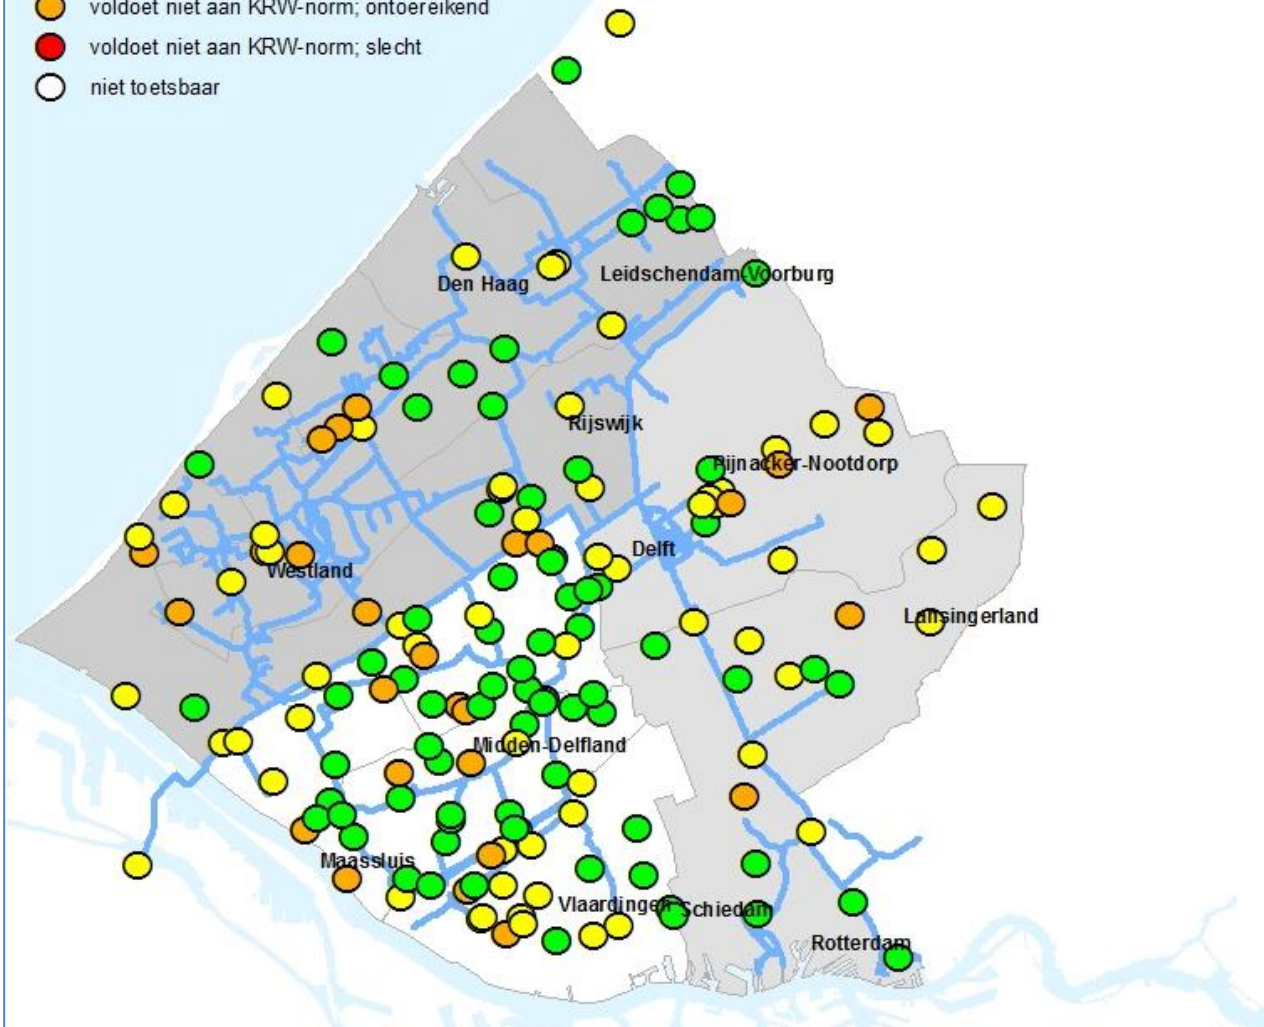 voldoet niet aan KRW-norm; ontoereikend
voldoet niet aan KRW-norm; slecht
niet toetsbaar
Leidschendam-Voorburg
Den Haag
Rijswijk
Pijnacker-Nootdorp
Delft
Westland
Lansingerland
Midden-Delfland
Maassluis
Vlaardingen
Schiedam
Rotterdam